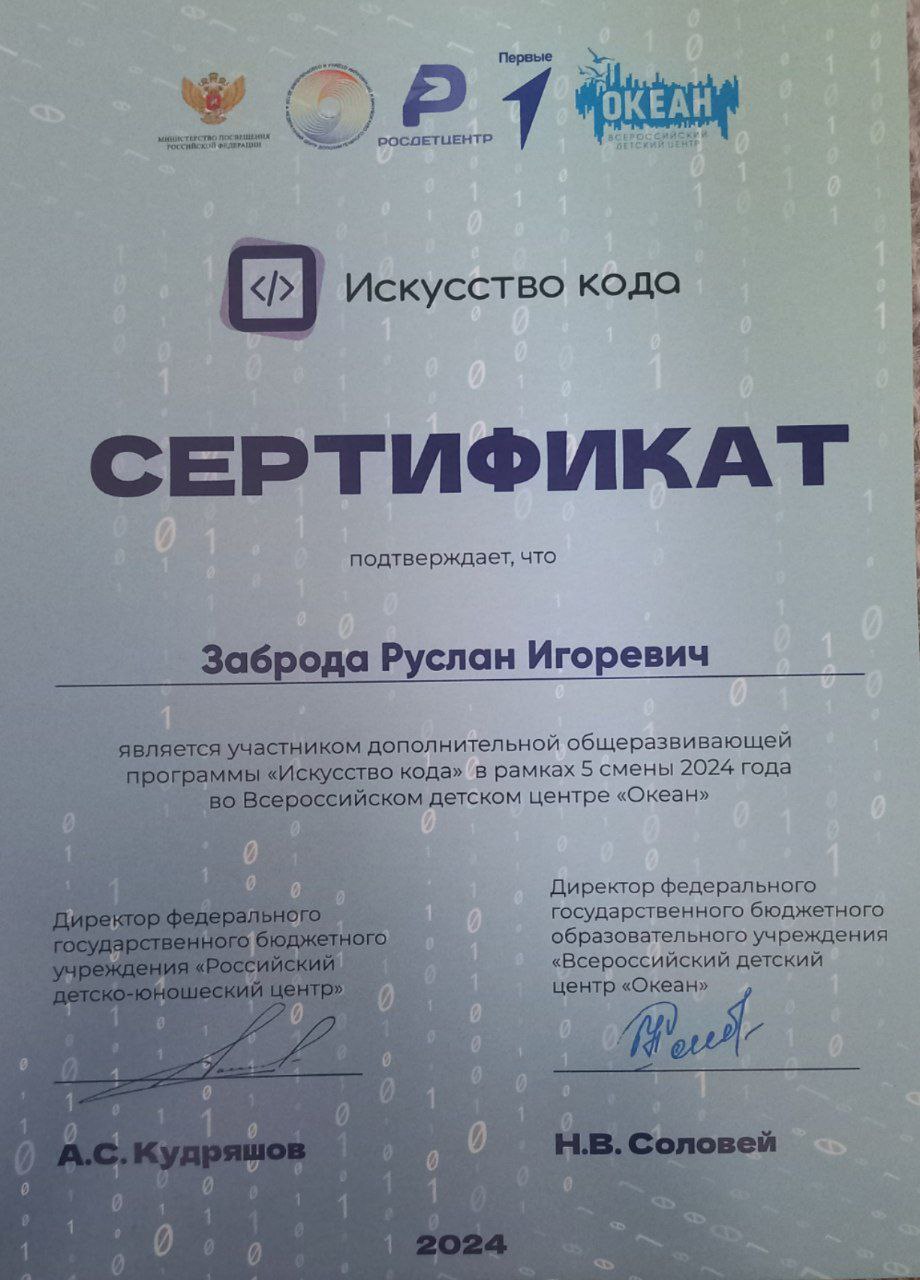 МИНИСТЕРСТВО ПРОСВЕЩЕНИЯ
РОССИЙСКОЙ ФЕДЕРАЦИИ
РОСДЕТЦЕНТР
Первые
ОКЕАН
ВСЕРОССИЙСКИЙ
ДЕТСКИЙ ЦЕНТР
</> Искусство кода
СЕРТИФИКАТ
подтверждает, что
Заброда Руслан Игоревич
является участником дополнительной общеразвивающей
программы «Искусство кода» в рамках 5 смены 2024 года
во Всероссийском детском центре «Океан»
Директор федерального
государственного бюджетного
учреждения «Российский
детско-юношеский центр»
А.С. Кудряшов
Директор федерального
государственного бюджетного
образовательного учреждения
«Всероссийский детский
центр «Океан»
Н.В. Соловей
2024